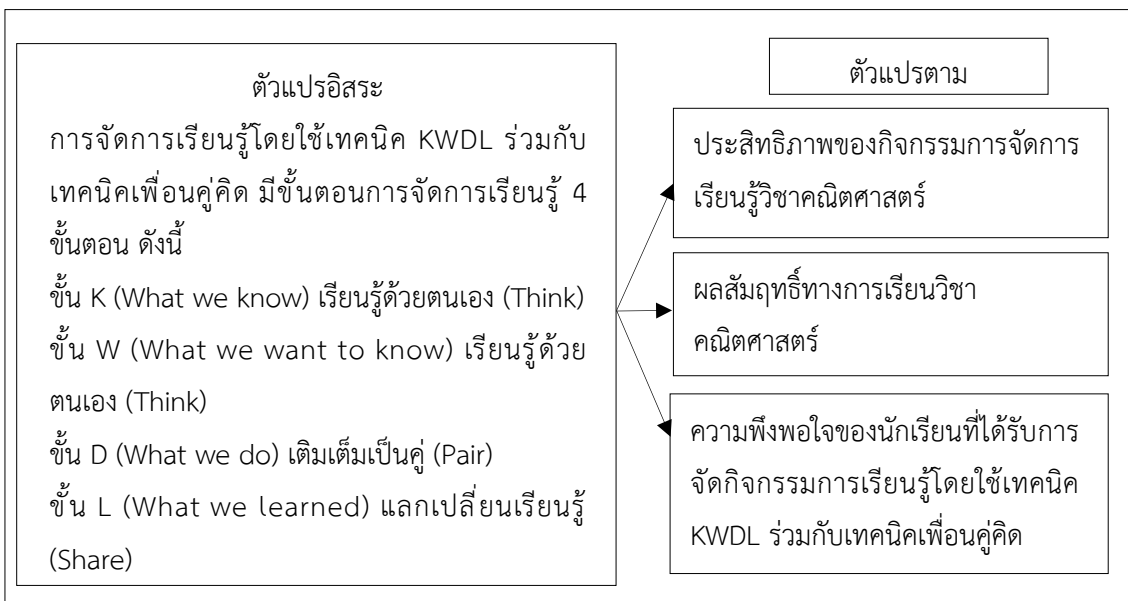 ตัวแปรอิสระ
การจัดการเรียนรู้โดยใช้เทคนิค KWDL ร่วมกับ
เทคนิคเพื่อนคู่คิด มีขั้นตอนการจัดการเรียนรู้ 4
ขั้นตอน ดังนี้
ขั้น K (What we know) เรียนรู้ด้วยตนเอง (Think)
ขั้น W (What we want to know) เรียนรู้ด้วย
ตนเอง (Think)
ขั้น D (What we do) เติมเต็มเป็นคู่ (Pair)
ขั้น L (What we learned) แลกเปลี่ยนเรียนรู้
(Share)
ตัวแปรตาม
ประสิทธิภาพของกิจกรรมการจัดการ
เรียนรู้วิชาคณิตศาสตร์
ผลสัมฤทธิ์ทางการเรียนวิชา
คณิตศาสตร์
ความพึงพอใจของนักเรียนที่ได้รับการ
จัดกิจกรรมการเรียนรู้โดยใช้เทคนิค
KWDL ร่วมกับเทคนิคเพื่อนคู่คิด